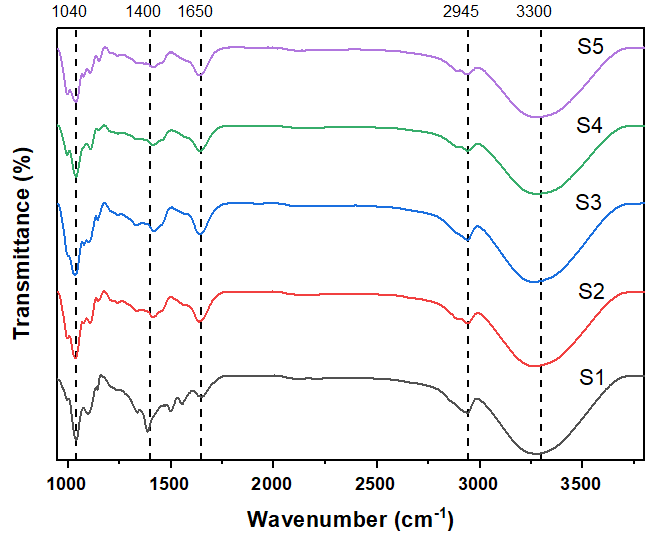 1040 1400 1650 2945 3300
S5
S4
S3
S2
S1
Transmittance (%)
1000 1500 2000 2500 3000 3500
Wavenumber (cm-1)